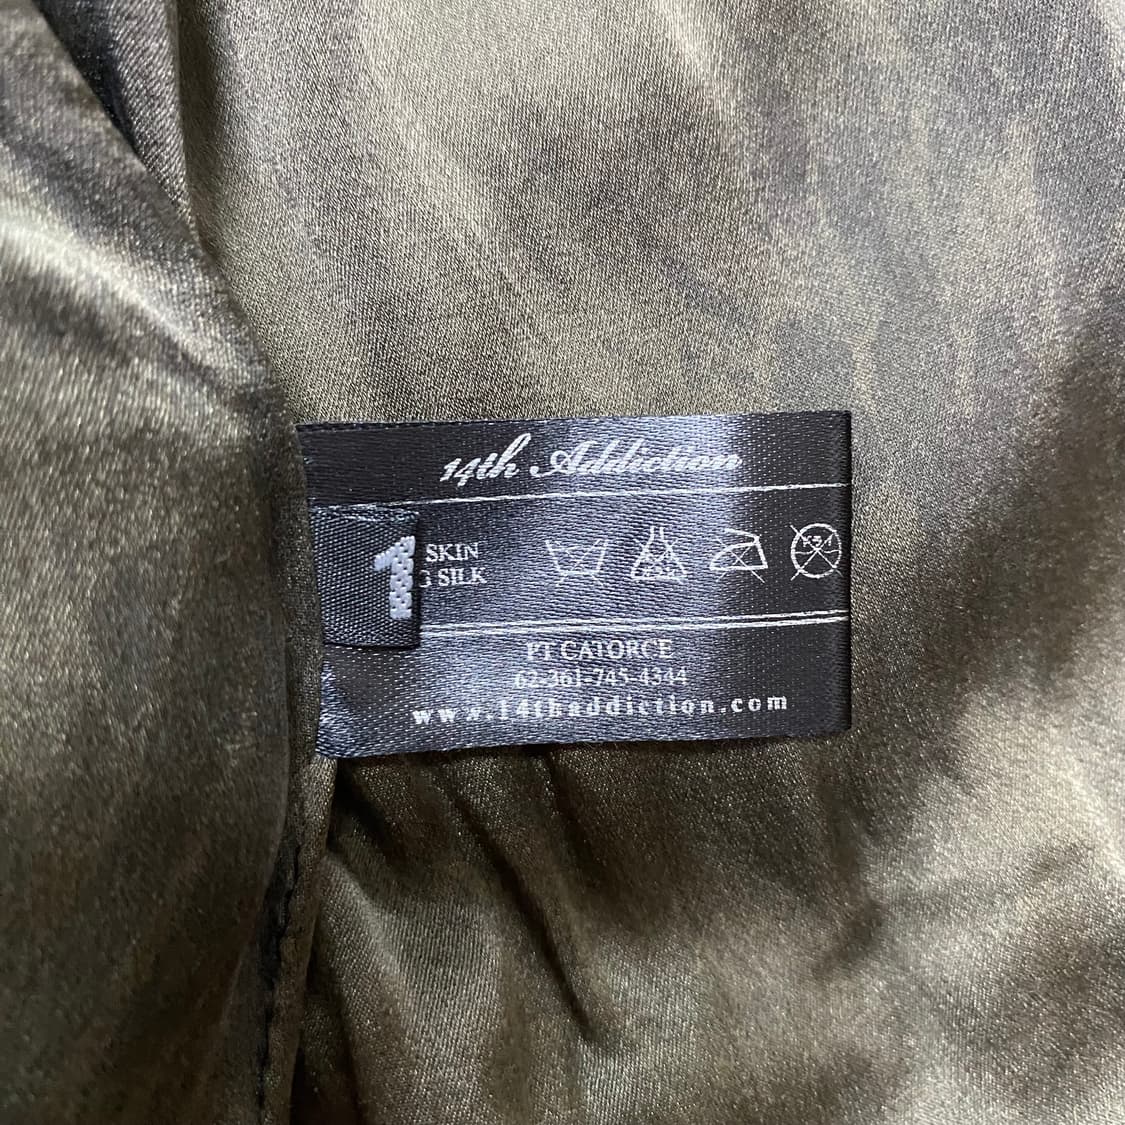 14th Addiction
1
SKIN
G SILK
PT CATORCE
62-361-745-4344
www.14thaddiction.com